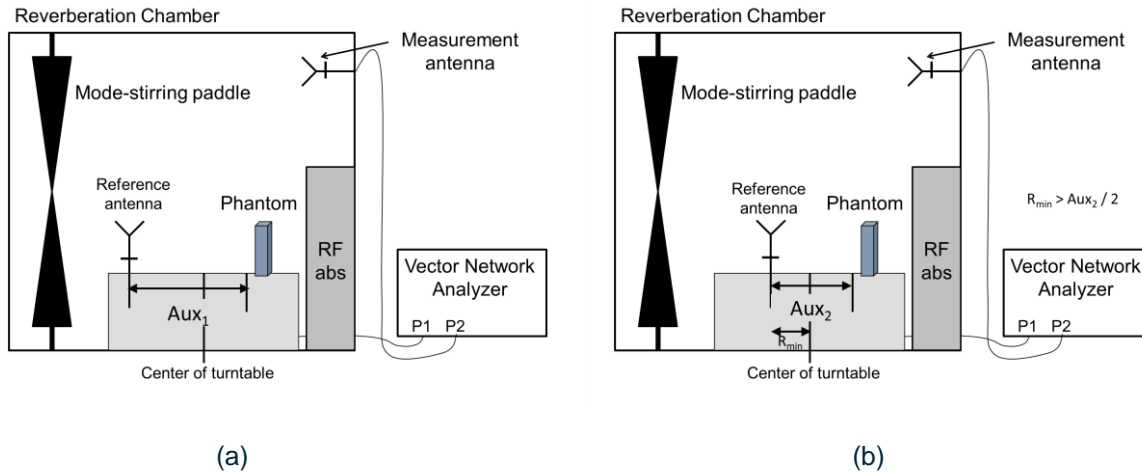 Reverberation Chamber
Measurement
antenna
Mode-stirring paddle
Reference
antenna
Phantom
RF
abs
Vector Network
Analyzer
Aux1
P1 P2
Center of turntable
(a)
Reverberation Chamber
Measurement
antenna
Mode-stirring paddle
Reference
antenna
Phantom
Rmin > Aux2 / 2
RF
abs
Vector Network
Analyzer
Aux2
P1 P2
Rmin
Center of turntable
(b)